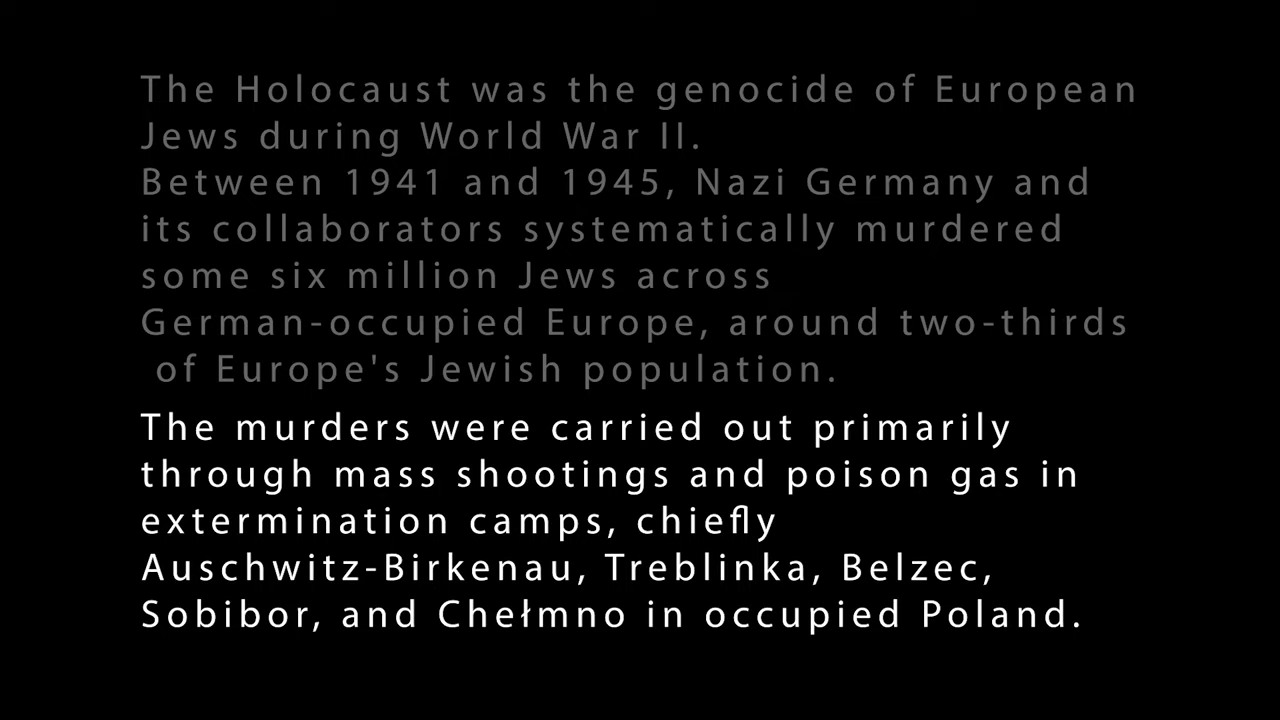 The Holocaust was the genocide of European
Jews during World War II.
Between 1941 and 1945, Nazi Germany and
its collaborators systematically murdered
some six million Jews across
German-occupied Europe, around two-thirds
of Europe's Jewish population.
The murders were carried out primarily
through mass shootings and poison gas in
extermination camps, chiefly
Auschwitz-Birkenau, Treblinka, Belzec,
Sobibor, and Chełmno in occupied Poland.